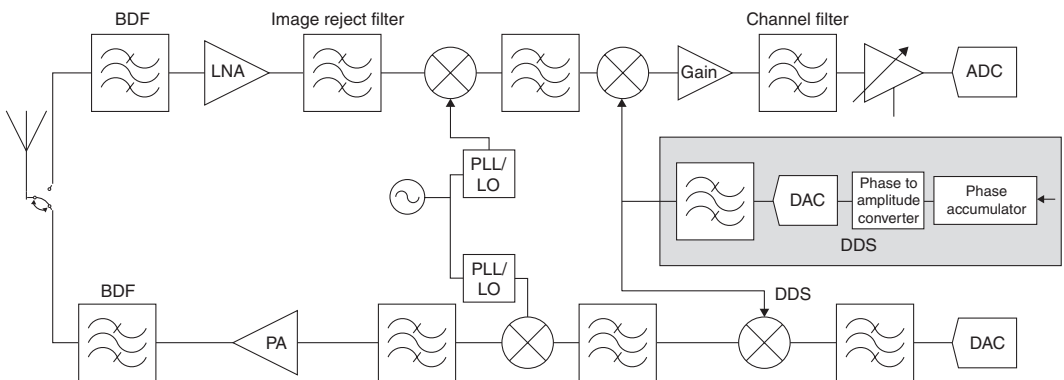 BDF
Image reject filter
Channel filter
LNA
Gain
ADC
PLL/
LO
DAC
Phase to
amplitude
converter
Phase
accumulator
DDS
BDF
PLL/
LO
DDS
PA
DAC